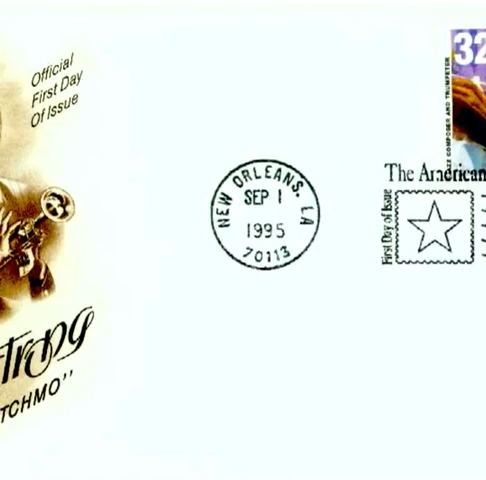 Official
First Day
Of Issue
trong
TCHMO"
NEW ORLEANS, LA
SEP 1
1995
70113
32
ZZ COMPOSER AND TRUMPETER
The American
First Day of Issue